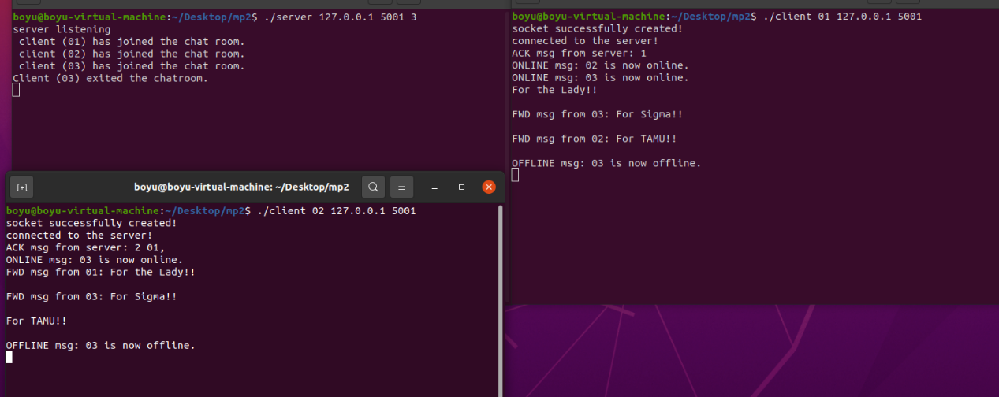 boyu@boyu-virtual-machine:~/Desktop/mp2$ ./server 127.0.0.1 5001 3
server listening
client (01) has joined the chat room.
client (02) has joined the chat room.
client (03) has joined the chat room.
Client (03) exited the chatroom.
boyu@boyu-virtual-machine:~/Desktop/mp2$ ./client 01 127.0.0.1 5001
socket successfully created!
connected to the server!
ACK msg from server: 1
ONLINE msg: 02 is now online.
ONLINE msg: 03 is now online.
For the Lady!!
FWD msg from 03: For Sigma!!
FWD msg from 02: For TAMU!!
OFFLINE msg: 03 is now offline.
boyu@boyu-virtual-machine: ~/Desktop/mp2
boyu@boyu-virtual-machine:~/Desktop/mp2$ ./client 02 127.0.0.1 5001
socket successfully created!
connected to the server!
ACK msg from server: 2 01,
ONLINE msg: 03 is now online.
FWD msg from 01: For the Lady!!
FWD msg from 03: For Sigma!!
For TAMU!!
OFFLINE msg: 03 is now offline.